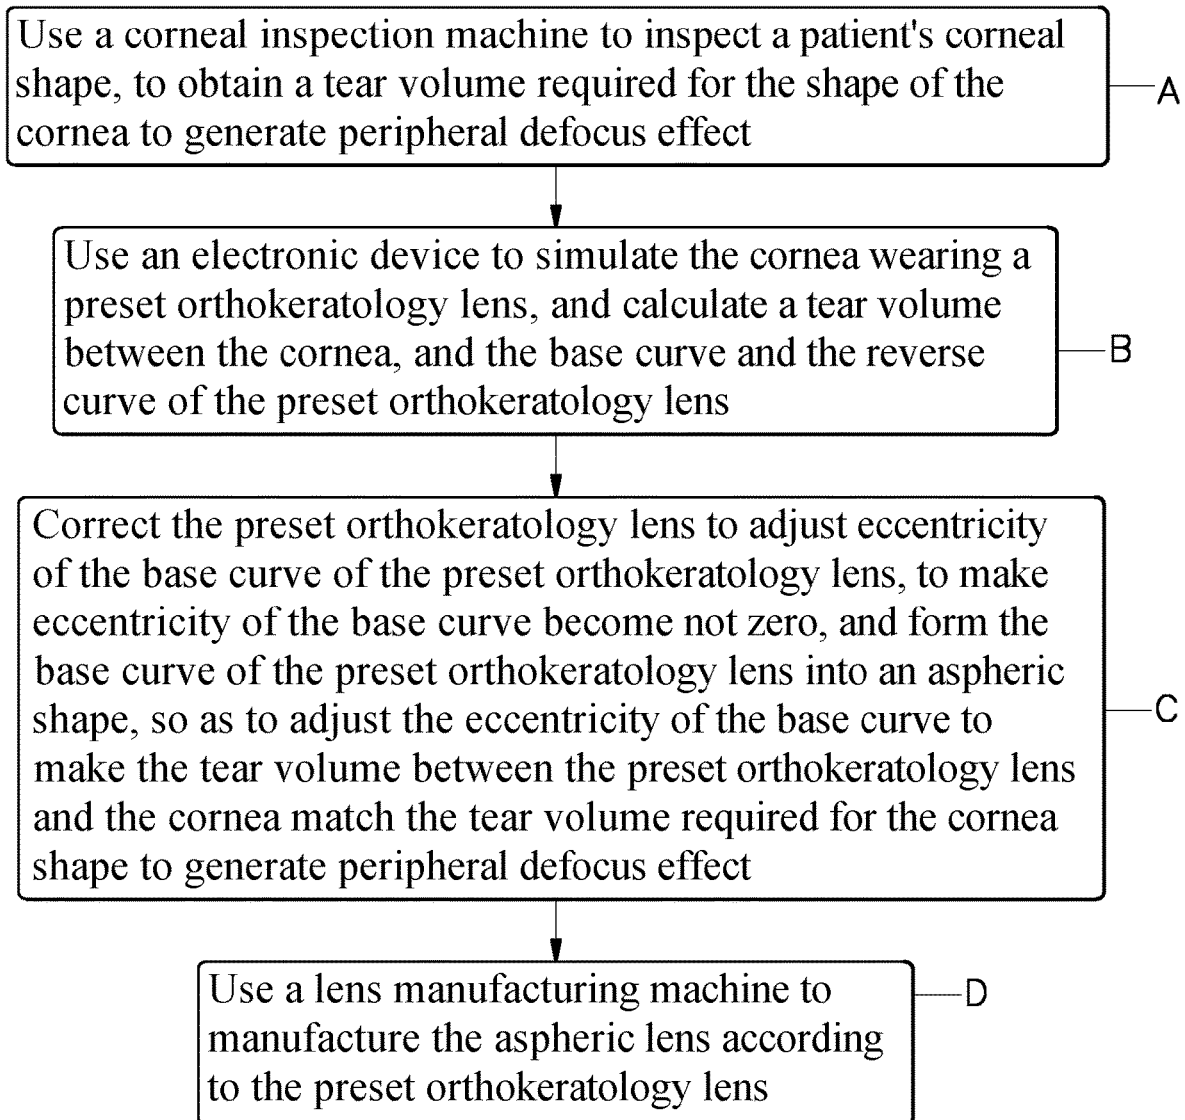 Use a corneal inspection machine to inspect a patient's corneal
shape, to obtain a tear volume required for the shape of the
cornea to generate peripheral defocus effect
A
Use an electronic device to simulate the cornea wearing a
preset orthokeratology lens, and calculate a tear volume
between the cornea, and the base curve and the reverse
curve of the preset orthokeratology lens
B
Correct the preset orthokeratology lens to adjust eccentricity
of the base curve of the preset orthokeratology lens, to make
eccentricity of the base curve become not zero, and form the
base curve of the preset orthokeratology lens into an aspheric
shape, so as to adjust the eccentricity of the base curve to
make the tear volume between the preset orthokeratology lens
and the cornea match the tear volume required for the cornea
shape to generate peripheral defocus effect
C
Use a lens manufacturing machine to
manufacture the aspheric lens according
to the preset orthokeratology lens
D